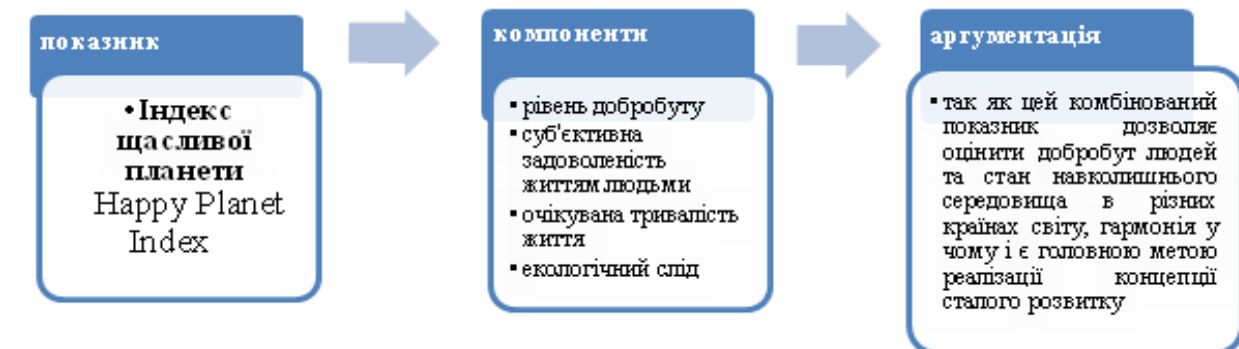 показник
•Індекс
щасливої
планети
Happy Planet
Index
компоненти
▪рівень добробуту
▪суб'єктивна
задоволеність
життям людьми
▪очікувана тривалість
життя
▪екологічний слід
аргументація
▪так як цей комбінований
показник дозволяє
оцінити добробут людей
та стан навколишнього
середовища в різних
країнах світу, гармонія у
чому і є головною метою
реалізації концепції
сталого розвитку